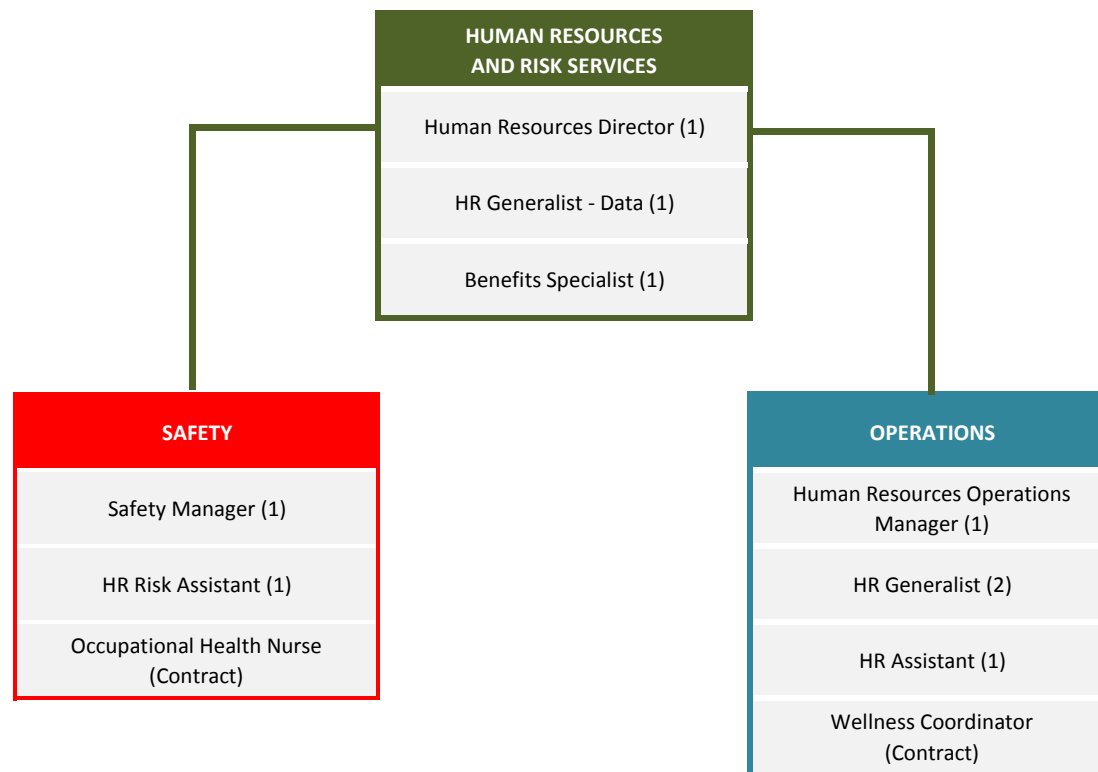 HUMAN RESOURCES
AND RISK SERVICES
Human Resources Director (1)
HR Generalist - Data (1)
Benefits Specialist (1)
SAFETY
Safety Manager (1)
HR Risk Assistant (1)
Occupational Health Nurse
(Contract)
OPERATIONS
Human Resources Operations
Manager (1)
HR Generalist (2)
HR Assistant (1)
Wellness Coordinator
(Contract)